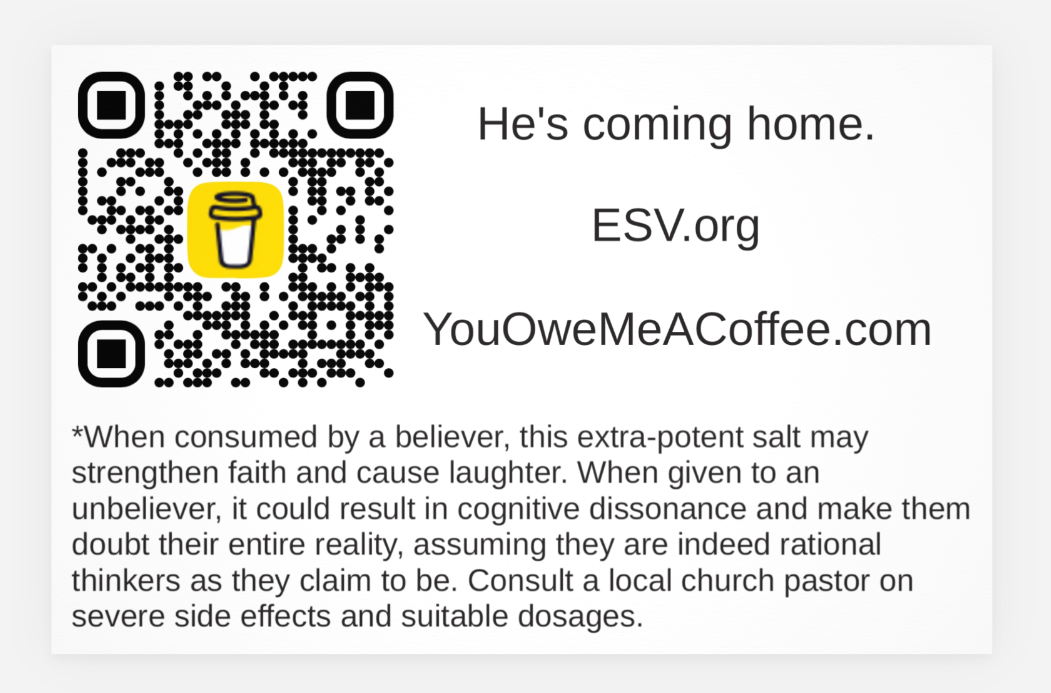 He's coming home.
ESV.org
YouOweMeACoffee.com
*When consumed by a believer, this extra-potent salt may
strengthen faith and cause laughter. When given to an
unbeliever, it could result in cognitive dissonance and make them
doubt their entire reality, assuming they are indeed rational
thinkers as they claim to be. Consult a local church pastor on
severe side effects and suitable dosages.